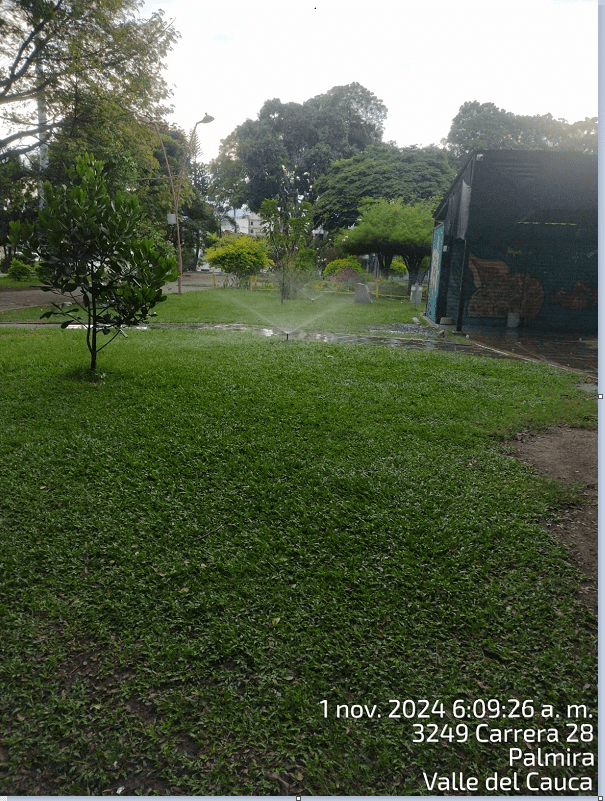 1 nov. 2024 6:09:26 a. m.
3249 Carrera 28
Palmira
Valle del Cauca